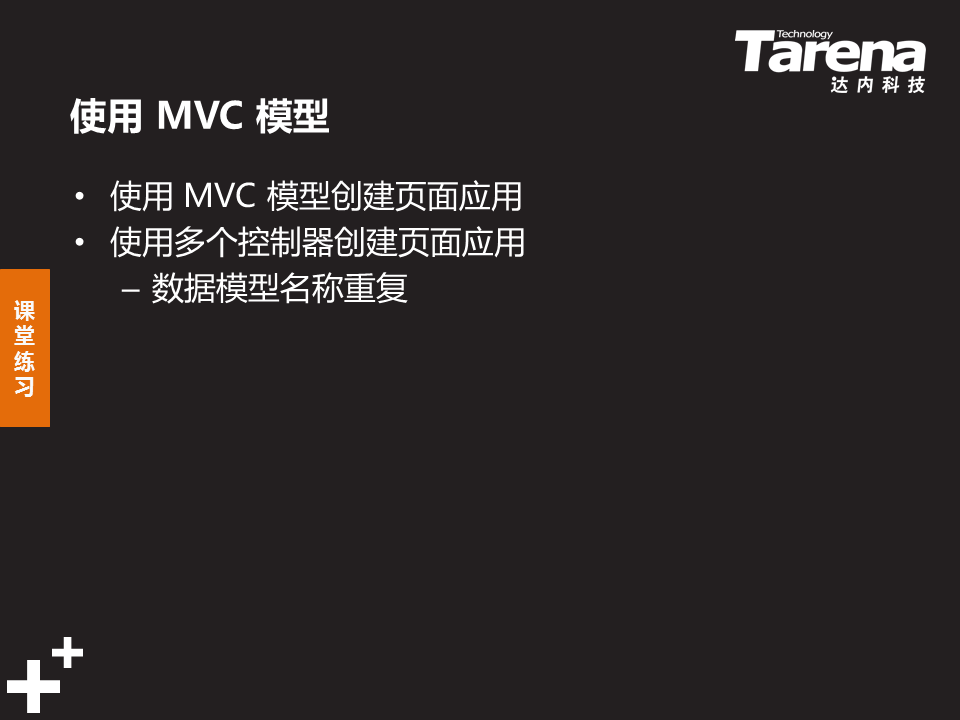 Technology
Tarena
达内科技
使用 MVC 模型
• 使用 MVC 模型创建页面应用
• 使用多个控制器创建页面应用
– 数据模型名称重复
课堂练习